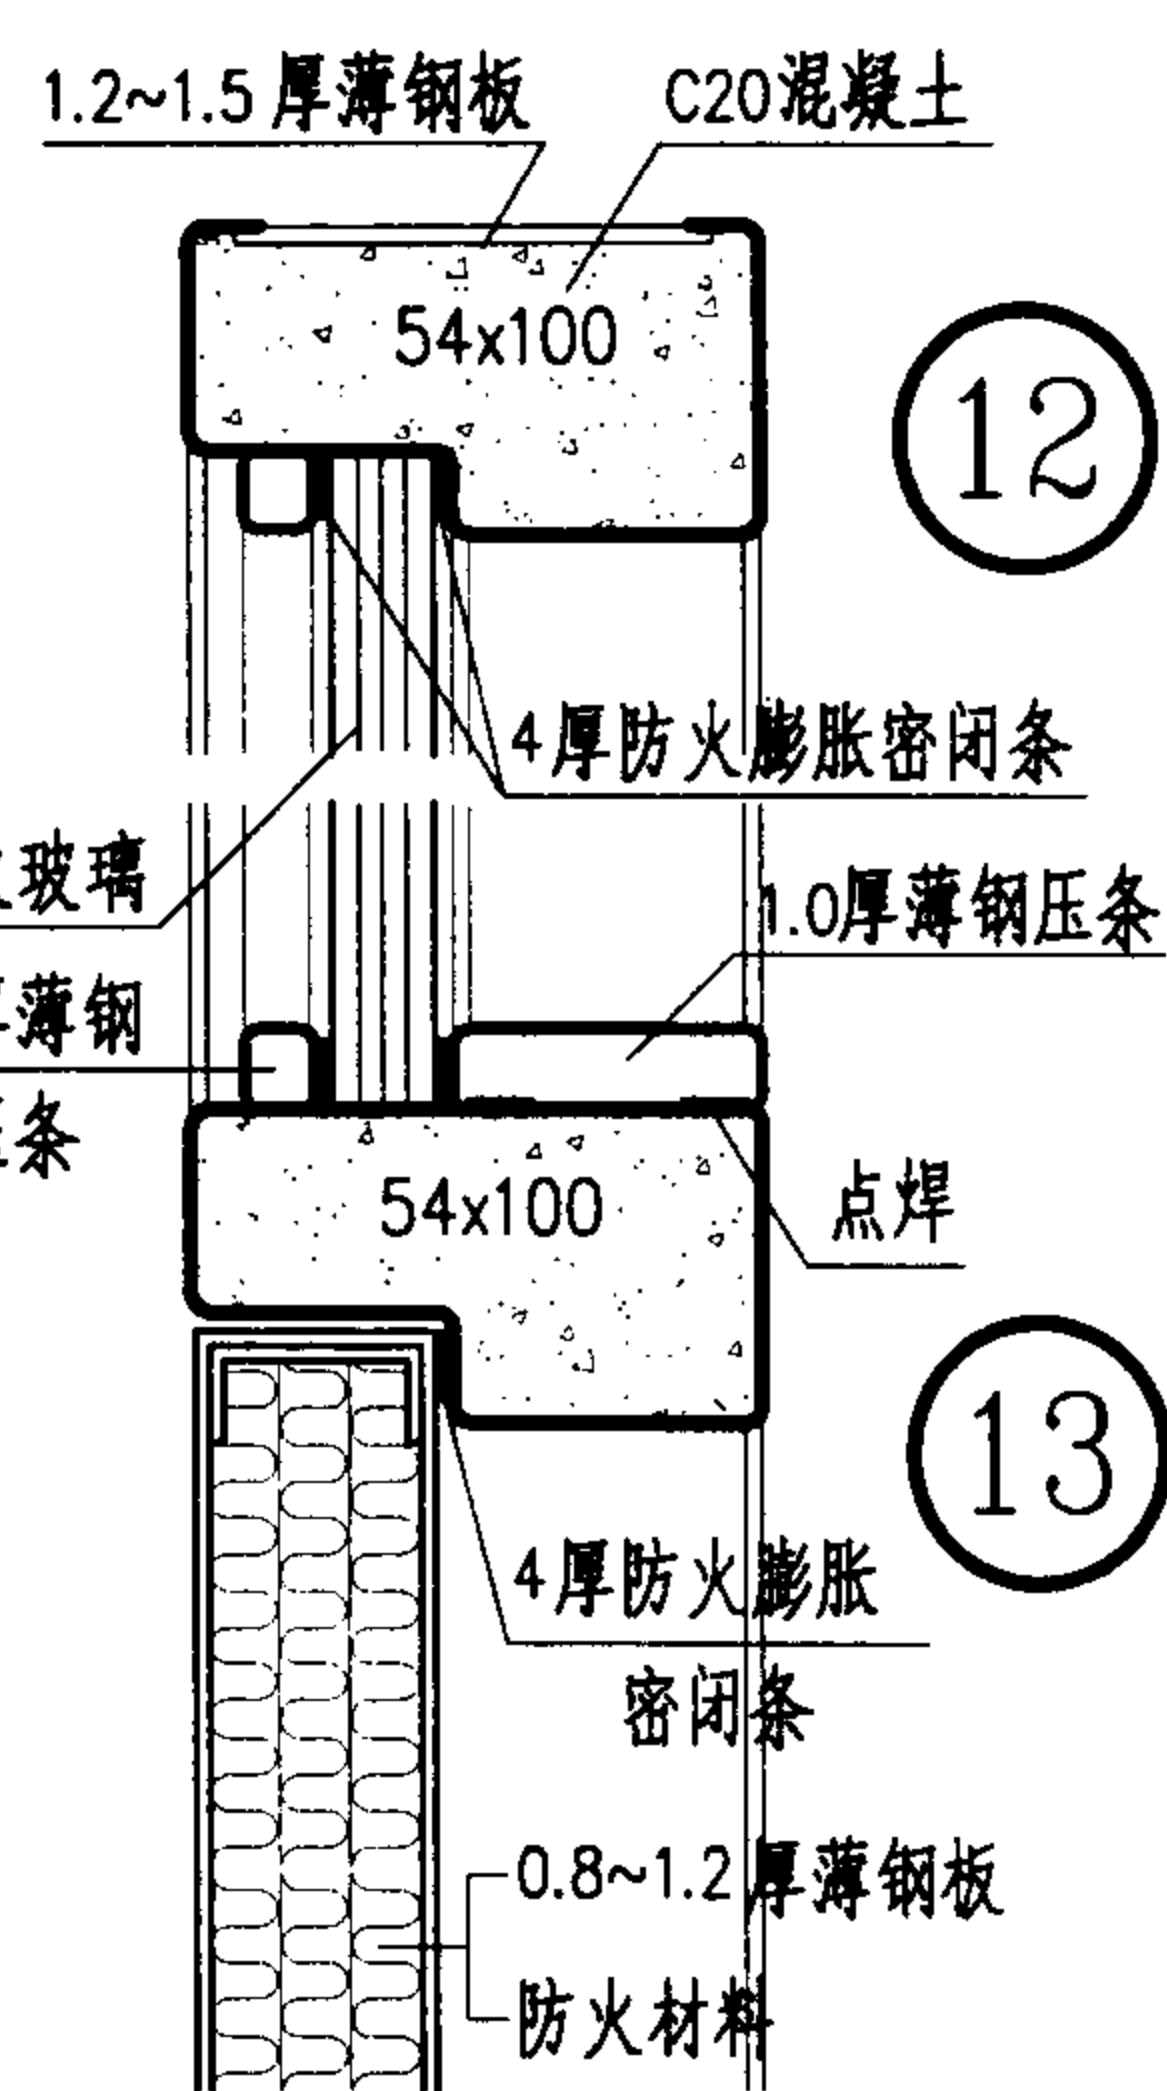 1.2~1.5厚薄钢板
C20混凝土
54x100
12
4厚防火膨胀密闭条
玻璃
1.0厚薄钢压条
薄钢
条
54x100
点焊
13
4厚防火膨胀
密闭条
0.8~1.2厚薄钢板
防火材料